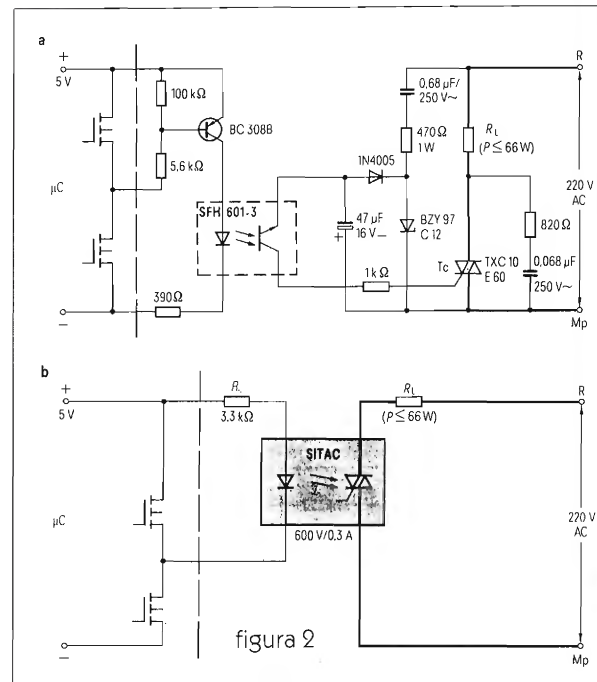 a
+
5 V
μC
−
100 kΩ
5.6 kΩ
BC 308B
390 Ω
SFH 601-3
1N4005
47 μF
16 V–
0,68 μF/
250 V~
470 Ω
1 W
BZY 97
C 12
1 kΩ
R
RL
(P ≤ 66 W)
220 V
AC
820 Ω
Tc
TXC 10
E 60
0,068 μF
250 V~
Mp
b
+
5 V
μC
−
3.3 kΩ
SITAC
600 V/0.3 A
RL
(P ≤ 66 W)
R
220 V
AC
Mp
figura 2